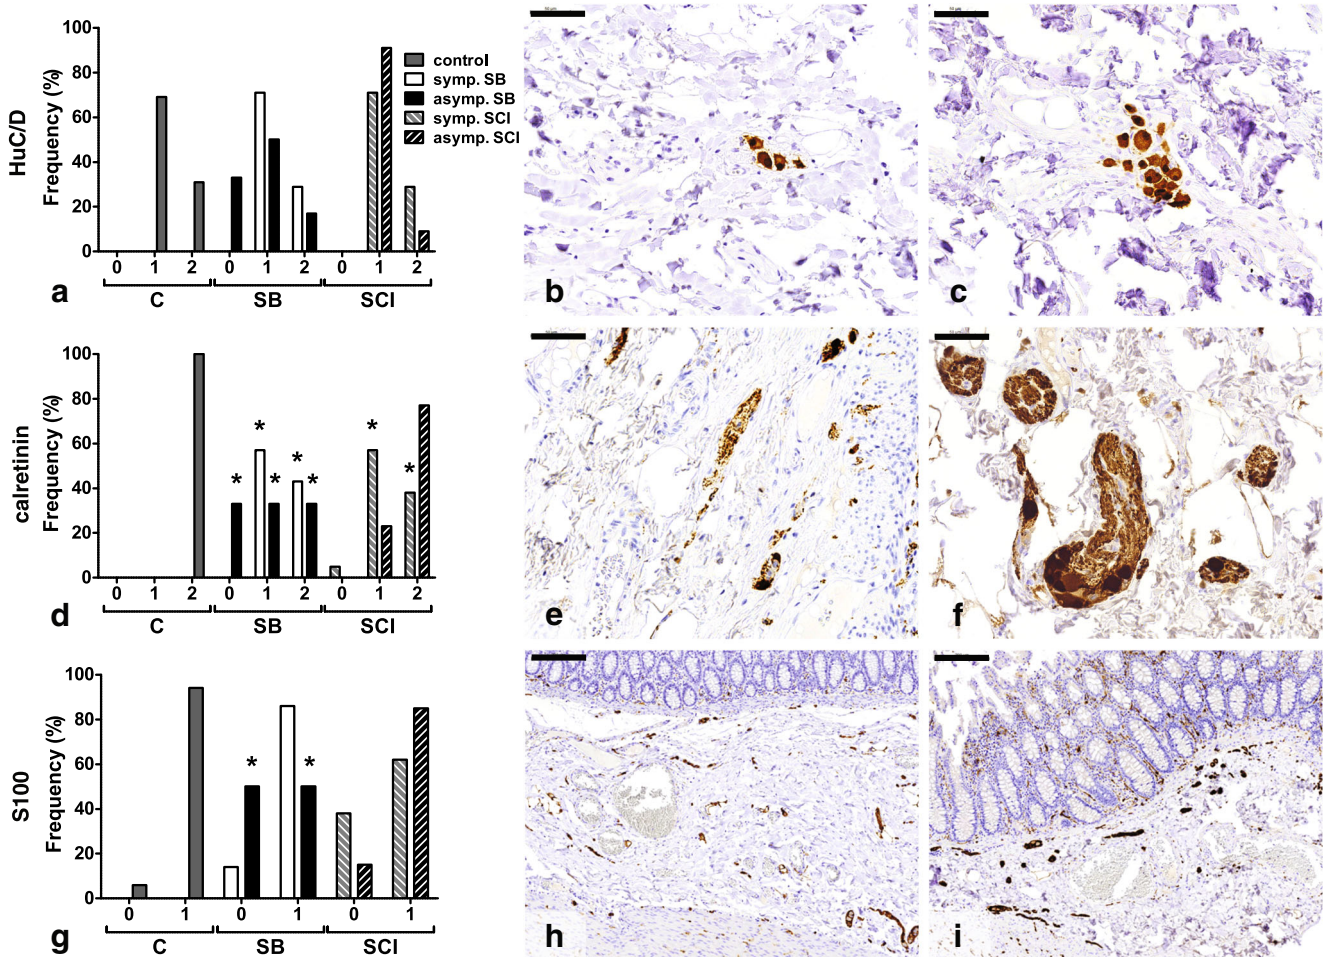 HuC/D
Frequency (%)
100
80
60
40
20
0
control
symp. SB
asymp. SB
symp. SCI
asymp. SCI
0 1 2 0 1 2 0 1 2
C SB SCI
a
b
c
calretinin
Frequency (%)
100
80
60
40
20
0
* * * * * * *
0 1 2 0 1 2 0 1 2
C SB SCI
d
e
f
S100
Frequency (%)
100
80
60
40
20
0
* *
0 1 0 1 0 1
C SB SCI
g
h
i